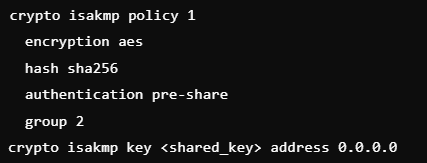 crypto isakmp policy 1
encryption aes
hash sha256
authentication pre-share
group 2
crypto isakmp key <shared_key> address 0.0.0.0